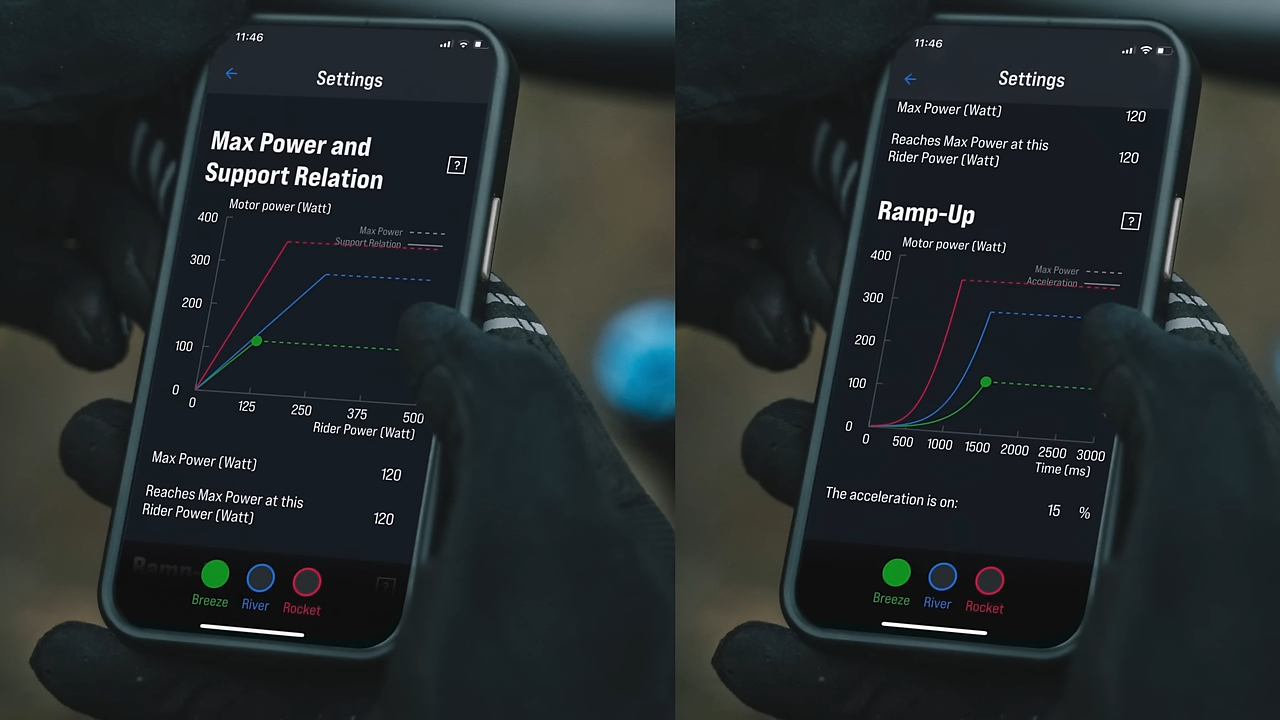 11:46
Settings
Max Power and
Support Relation
?
Motor power (Watt)
400
300
200
100
0
Max Power
Support Relation
0 125 250 375 500
Rider Power (Watt)
Max Power (Watt) 120
Reaches Max Power at this
Rider Power (Watt) 120
Ramp-
?
Breeze River Rocket
11:46
Settings
Max Power (Watt) 120
Reaches Max Power at this
Rider Power (Watt) 120
Ramp-Up
?
Motor power (Watt)
400
300
200
100
0
Max Power
Acceleration
0 500 1000 1500 2000 2500 3000
Time (ms)
The acceleration is on: 15 %
Breeze River Rocket